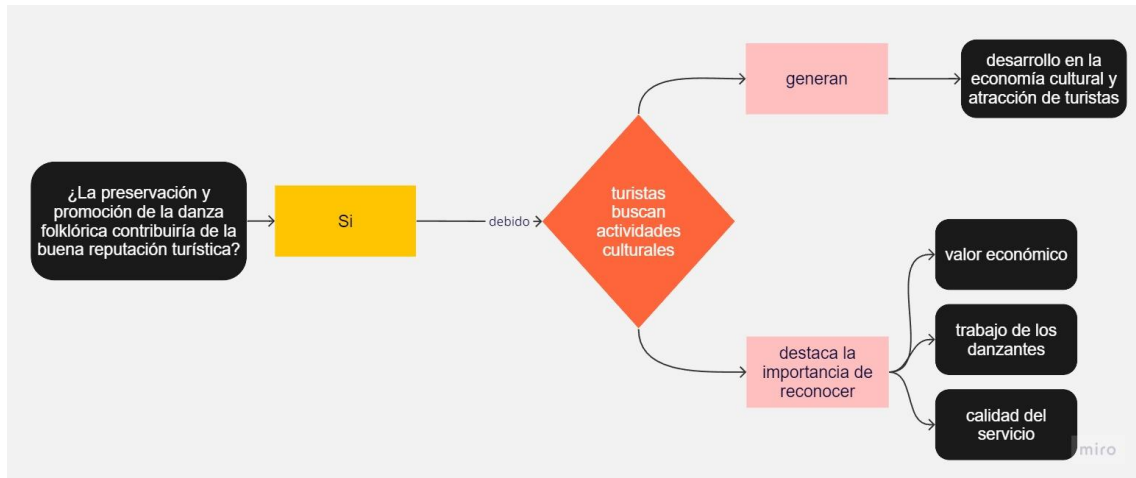 ¿La preservación y
promoción de la danza
folklórica contribuiría de la
buena reputación turística?
Si
debido
turistas
buscan
actividades
culturales
generan
desarrollo en la
economía cultural y
atracción de turistas
destaca la
importancia de
reconocer
valor económico
trabajo de los
danzantes
calidad del
servicio
miro